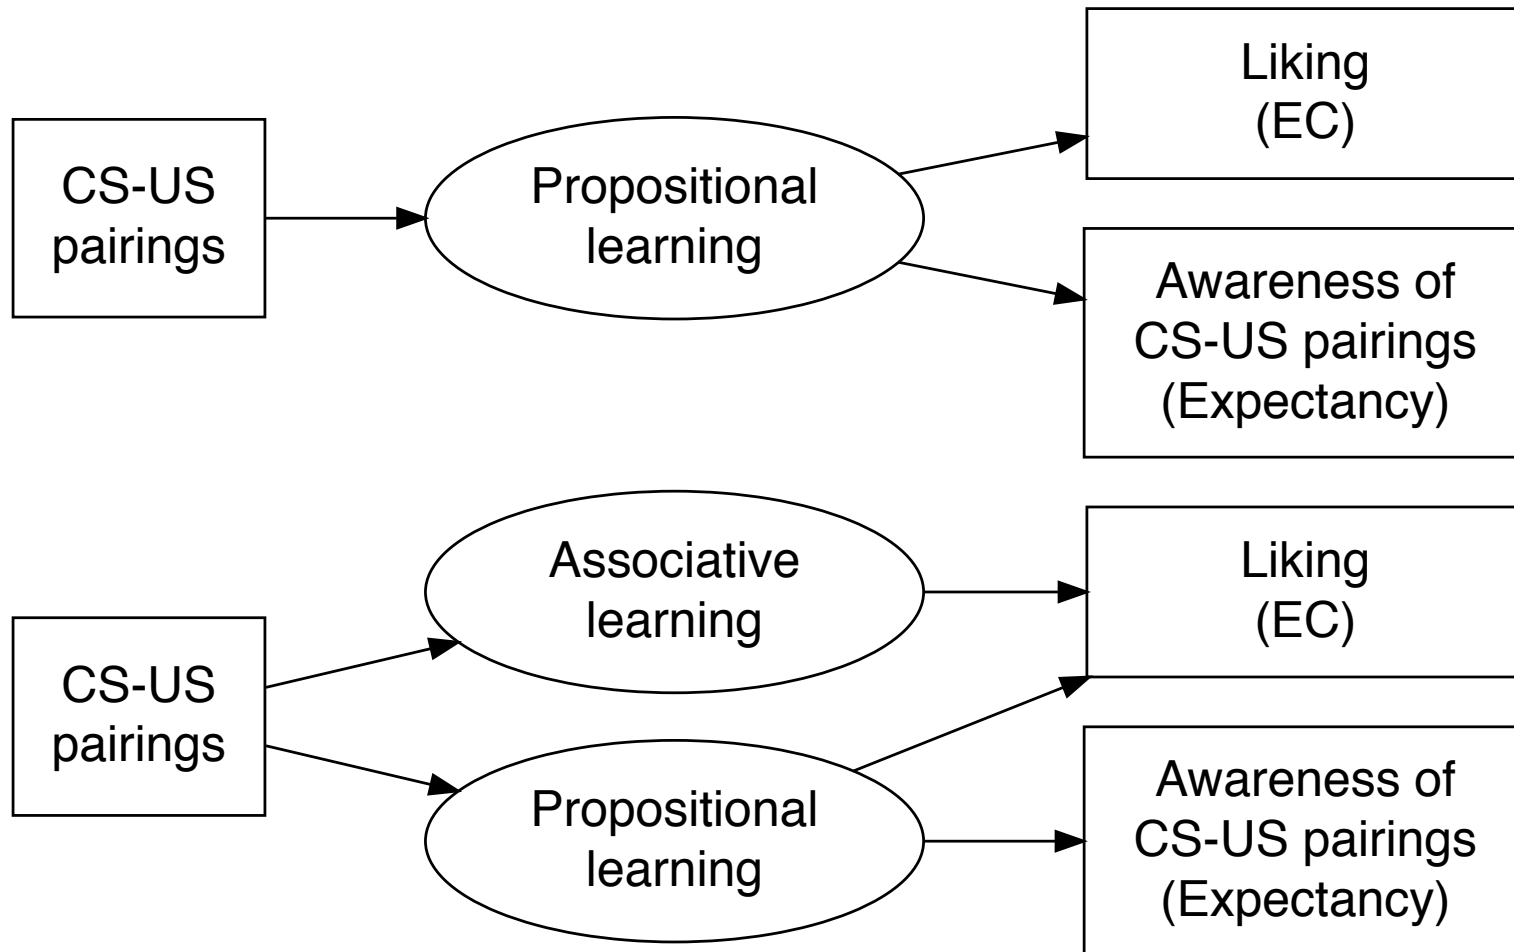 CS-US
pairings
Propositional
learning
Liking
(EC)
Awareness of
CS-US pairings
(Expectancy)
CS-US
pairings
Associative
learning
Propositional
learning
Liking
(EC)
Awareness of
CS-US pairings
(Expectancy)